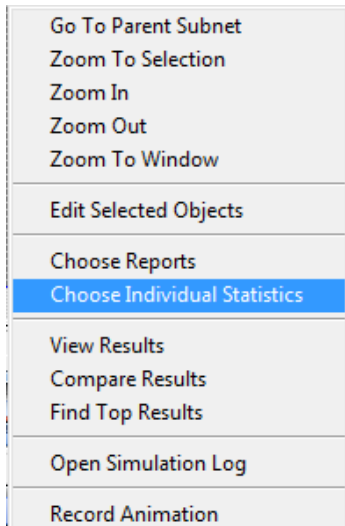 Go To Parent Subnet
Zoom To Selection
Zoom In
Zoom Out
Zoom To Window
Edit Selected Objects
Choose Reports
Choose Individual Statistics
View Results
Compare Results
Find Top Results
Open Simulation Log
Record Animation